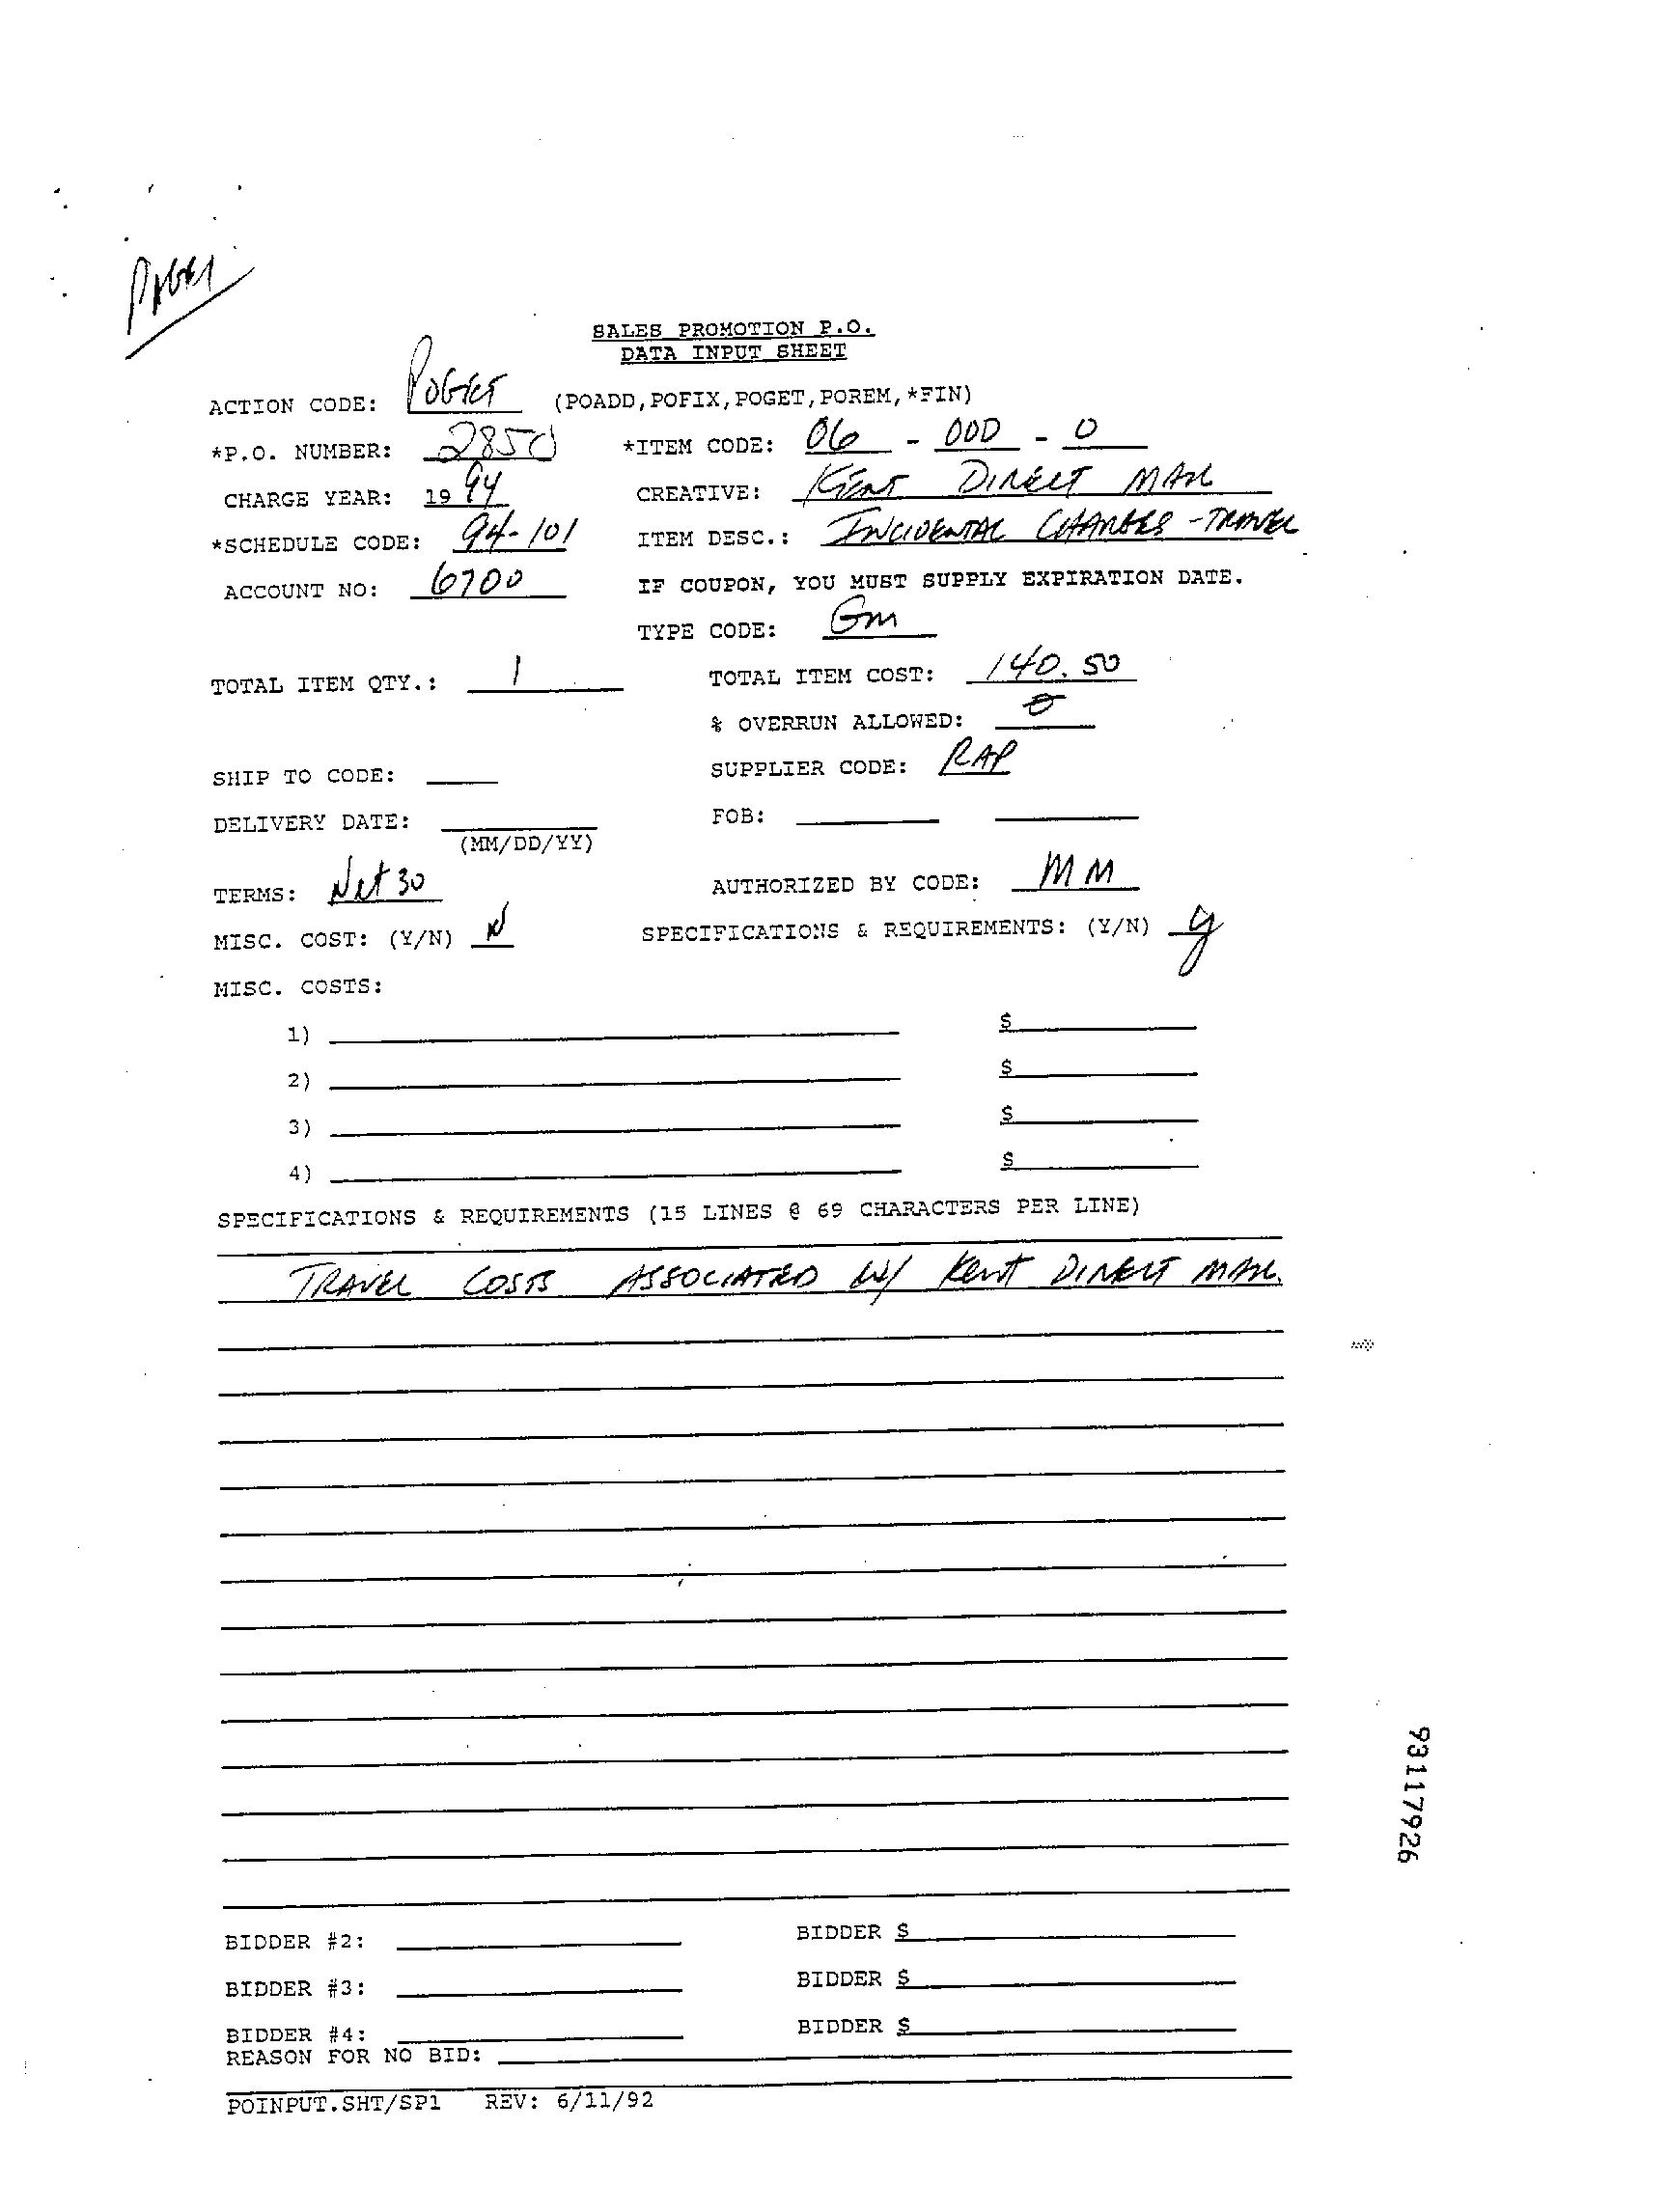 SALES PROMOTION P.O.
DATA INPUT SHEET
ACTION CODE: POGET (POADD,POFIX,POGET,POREM,*FIN)
*P.O. NUMBER: 2850 *ITEM CODE: 06 - 000 - 0
CHARGE YEAR: 19 94 CREATIVE: KENT DIRECT MAIL
*SCHEDULE CODE: 94-101 ITEM DESC.: INCIDENTAL CHARGES - TRAVEL
ACCOUNT NO: 6700 IF COUPON, YOU MUST SUPPLY EXPIRATION DATE.
TYPE CODE: Gm
TOTAL ITEM QTY.: 1 TOTAL ITEM COST: 140.50
% OVERRUN ALLOWED: 0
SHIP TO CODE: SUPPLIER CODE: RAP
DELIVERY DATE: FOB:
(MM/DD/YY)
TERMS: Net 30 AUTHORIZED BY CODE: MM
MISC. COST: (Y/N) N SPECIFICATIONS & REQUIREMENTS: (Y/N) y
MISC. COSTS:
1) $
2) $
3) $
4) $
SPECIFICATIONS & REQUIREMENTS (15 LINES @ 69 CHARACTERS PER LINE)
TRAVEL COSTS ASSOCIATED W/ Kent DIRECT MAIL.
93117926
BIDDER #2: BIDDER $
BIDDER #3: BIDDER $
BIDDER #4: BIDDER $
REASON FOR NO BID:
POINPUT.SHT/SP1 REV: 6/11/92